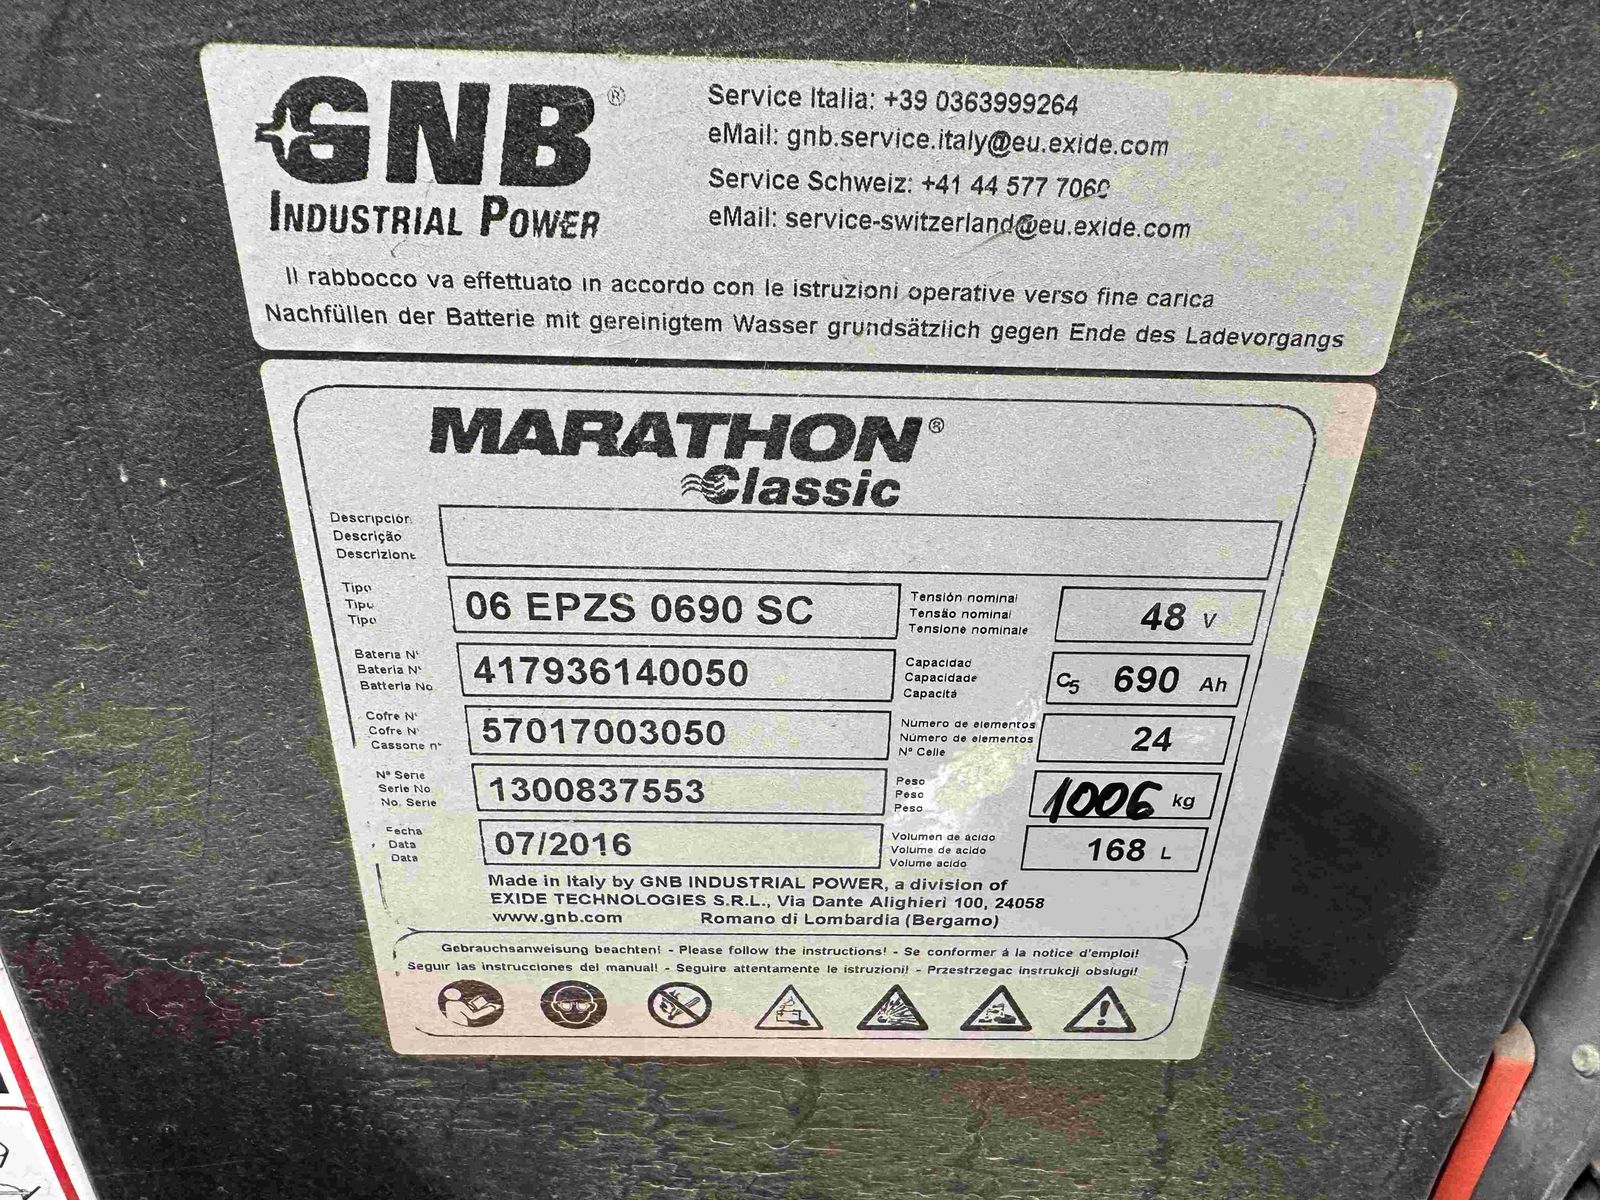 GNB®
INDUSTRIAL POWER
Service Italia: +39 0363999264
eMail: gnb.service.italy@eu.exide.com
Service Schweiz: +41 44 577 7060
eMail: service-switzerland@eu.exide.com
Il rabbocco va effettuato in accordo con le istruzioni operative verso fine carica
Nachfüllen der Batterie mit gereinigtem Wasser grundsätzlich gegen Ende des Ladevorgangs
MARATHON®
Classic
Descripción
Descrição
Descrizione
Tipo
Tipo
Tipo
06 EPZS 0690 SC
Tensión nominal
Tensão nominal
Tensione nominale
48 V
Bateria N°
Bateria N°
Batteria No
417936140050
Capacidad
Capacidade
Capacitá
C5 690 Ah
Cofre N°
Cofre N°
Cassone n°
57017003050
Número de elementos
Número de elementos
N° Celle
24
N° Serie
Serie No
No. Serie
1300837553
Peso
Peso
Peso
1006 kg
Fecha
Data
Data
07/2016
Volumen de ácido
Volume de acido
Volume acido
168 L
Made in Italy by GNB INDUSTRIAL POWER, a division of
EXIDE TECHNOLOGIES S.R.L., Via Dante Alighieri 100, 24058
www.gnb.com Romano di Lombardia (Bergamo)
Gebrauchsanweisung beachten! - Please follow the instructions! - Se conformer á la notice d'emploi!
Seguir las instrucciones del manual! - Seguire attentamente le istruzioni! - Przestrzegac instrukcji obslugi!